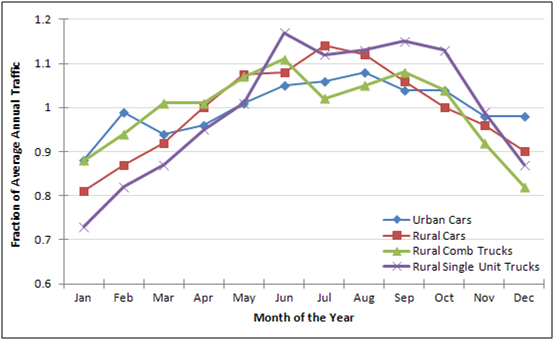 Fraction of Average Annual Traffic
1.2
1.1
1
0.9
0.8
0.7
0.6
Urban Cars
Rural Cars
Rural Comb Trucks
Rural Single Unit Trucks
Jan Feb Mar Apr May Jun Jul Aug Sep Oct Nov Dec
Month of the Year